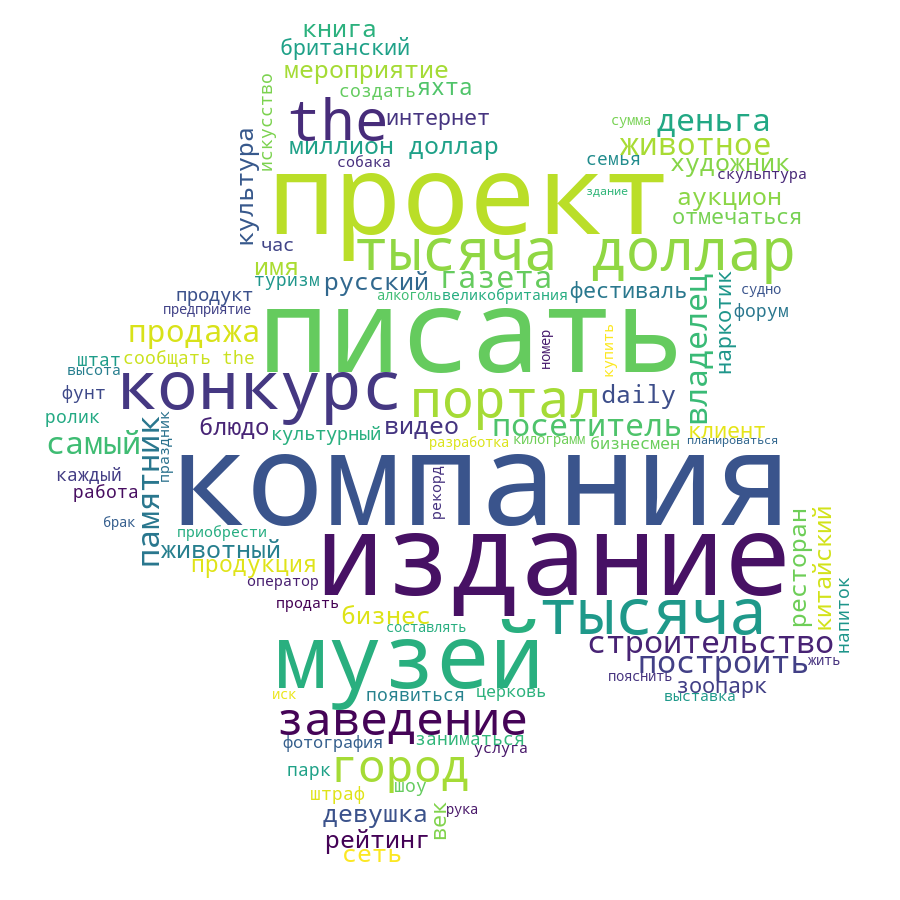 книга
британский
мероприятие
создать
яхта
искусство
the
интернет
сумма
деньга
животное
миллион доллар
культура
собака
семья
художник
скульптура
проект
здание
аукцион
отмечаться
час
тысяча доллар
имя
туризм
русский
газета
продукт
алкоголь
великобритания
фестиваль
владелец
наркотик
судно
предприятие
форум
писать
продажа
номер
купить
штат
сообщать the
высота
конкурс
портал
фунт
daily
ролик
праздник
памятник
блюдо
культурный
видео
посетитель
клиент
самый
разработка
килограмм
бизнесмен
планироваться
компания
каждый
работа
рекорд
брак
приобрести
издание
ресторан
китайский
животный
продукция
оператор
напиток
продать
бизнес
тысяча
составлять
музей
строительство
построить
жить
пояснить
зоопарк
иск
появиться
церковь
выставка
заведение
фотография
заниматься
услуга
парк
город
шоу
штраф
девушка
век
рука
рейтинг
сеть